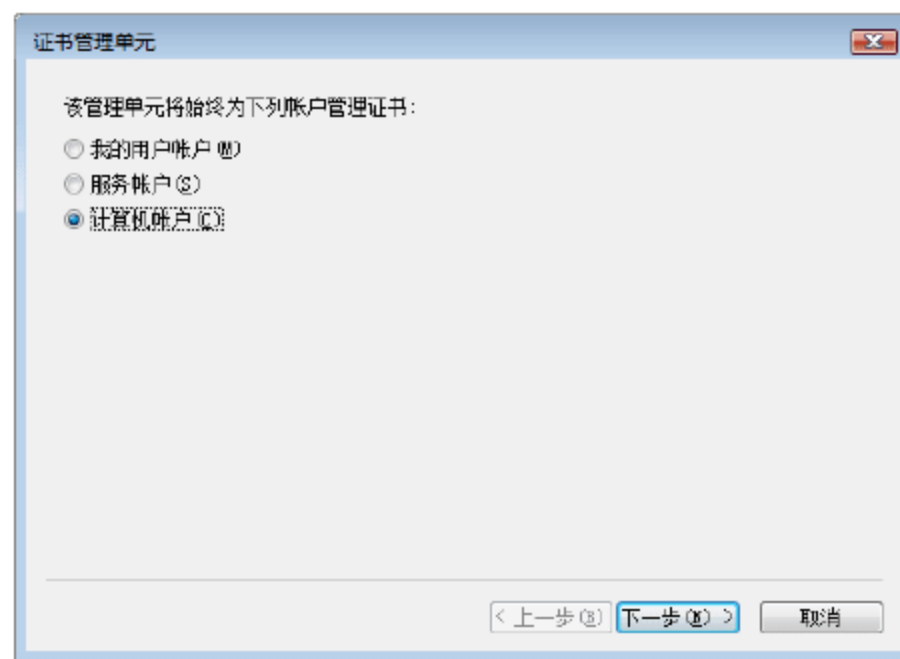 证书管理单元
该管理单元将始终为下列帐户管理证书:
我的用户帐户(M)
服务帐户(S)
计算机帐户(C)
< 上一步(B)
下一步(N) >
取消